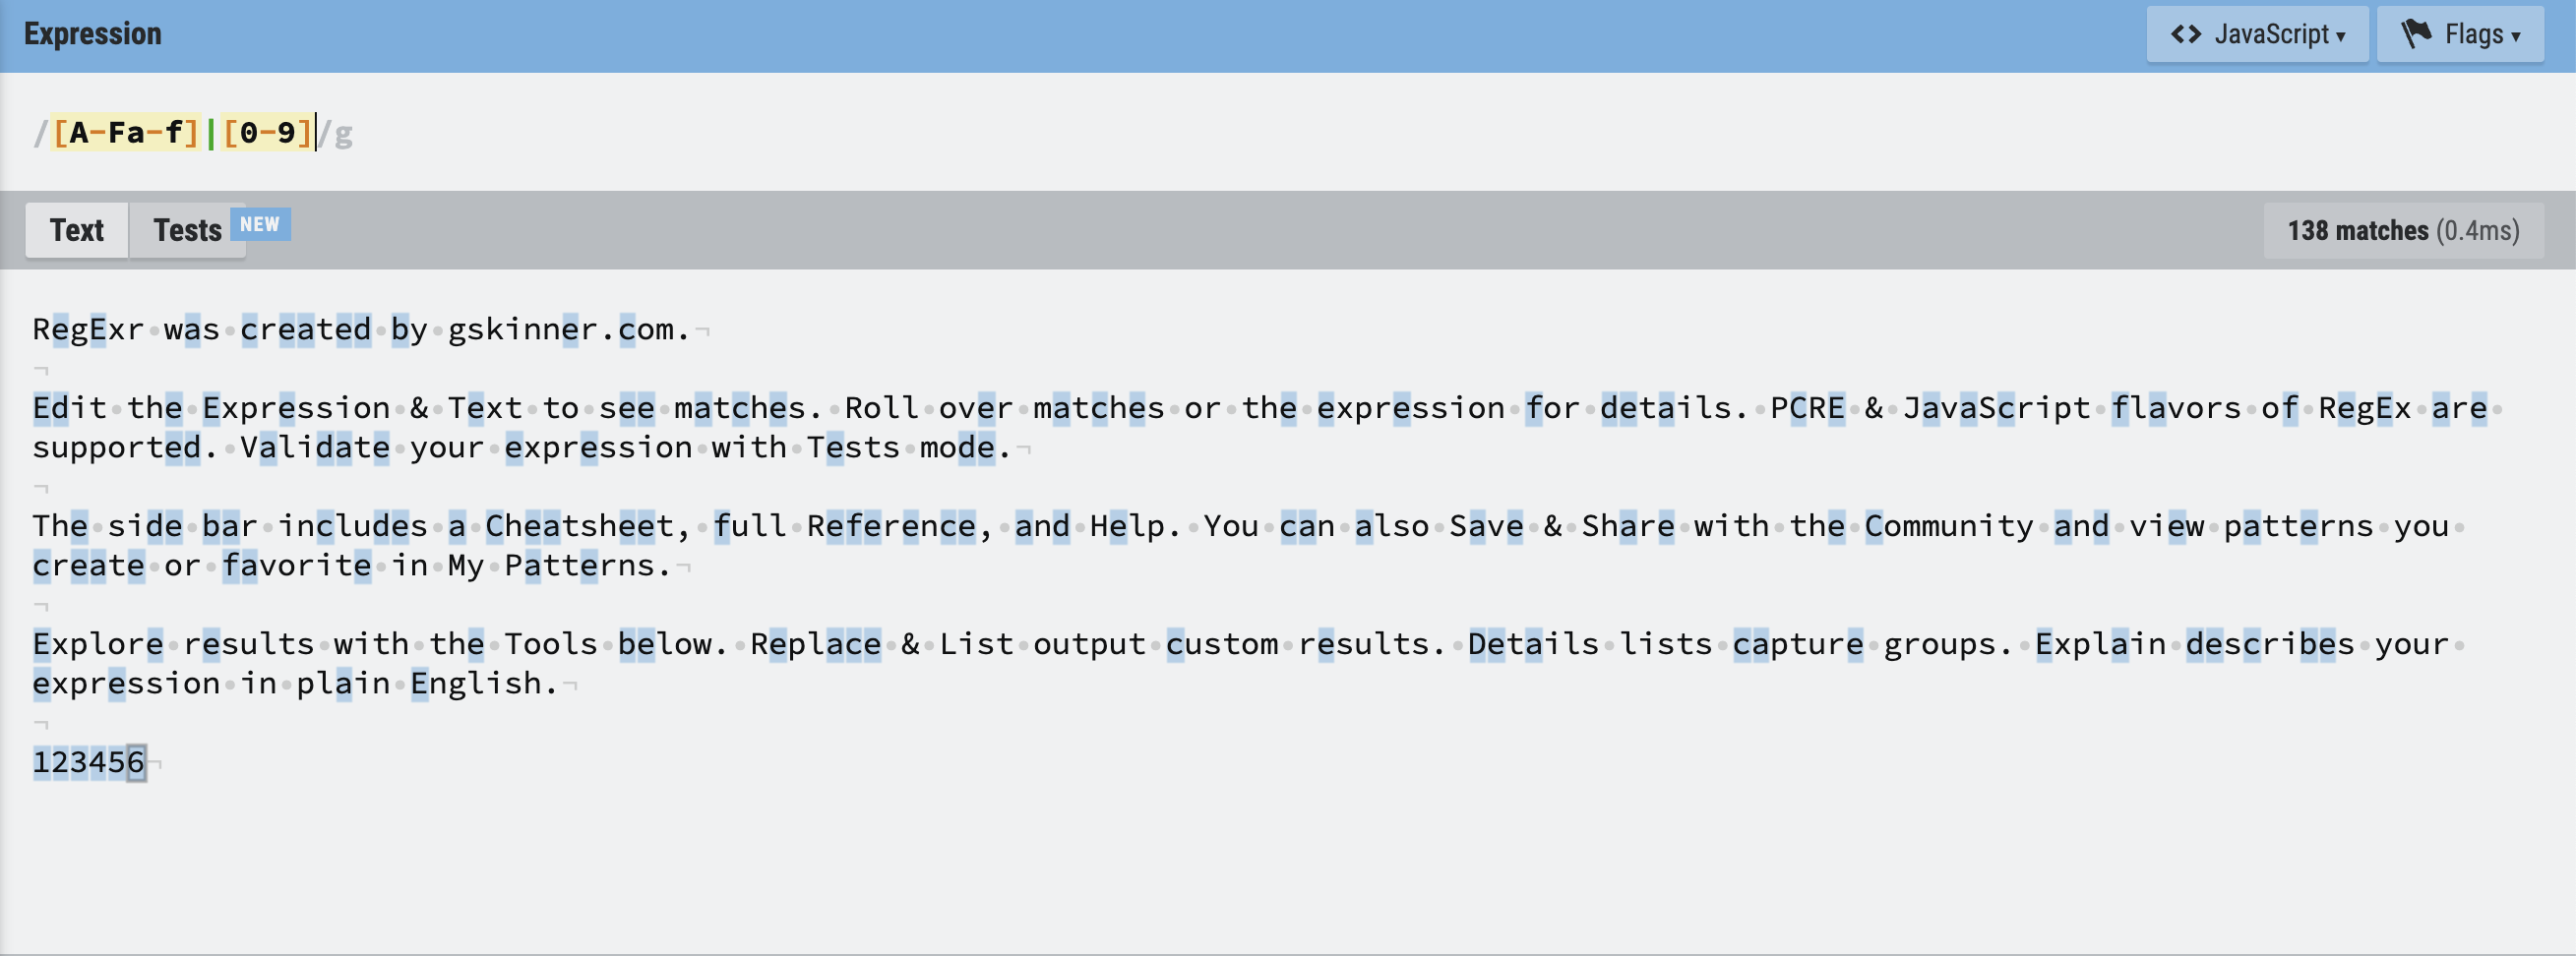 Expression
<> JavaScript ▾
Flags ▾
/[A-Fa-f]|[0-9]/g
Text
Tests NEW
138 matches (0.4ms)
RegExr·was·created·by·gskinner.com.¬
¬
Edit·the·Expression·&·Text·to·see·matches.·Roll·over·matches·or·the·expression·for·details.·PCRE·&·JavaScript·flavors·of·RegEx·are·
supported.·Validate·your·expression·with·Tests·mode.¬
¬
The·side·bar·includes·a·Cheatsheet,·full·Reference,·and·Help.·You·can·also·Save·&·Share·with·the·Community·and·view·patterns·you·
create·or·favorite·in·My·Patterns.¬
¬
Explore·results·with·the·Tools·below.·Replace·&·List·output·custom·results.·Details·lists·capture·groups.·Explain·describes·your·
expression·in·plain·English.¬
¬
123456¬